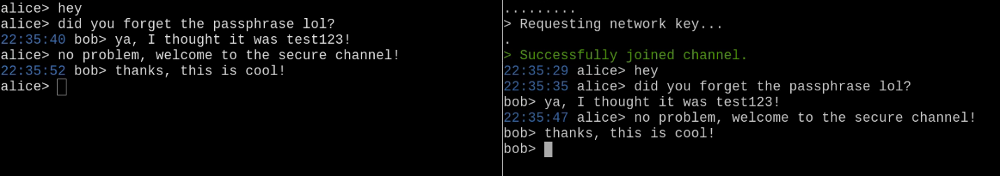 alice> hey
alice> did you forget the passphrase lol?
22:35:40 bob> ya, I thought it was test123!
alice> no problem, welcome to the secure channel!
22:35:52 bob> thanks, this is cool!
alice>
.........
> Requesting network key...
.
> Successfully joined channel.
22:35:29 alice> hey
22:35:35 alice> did you forget the passphrase lol?
bob> ya, I thought it was test123!
22:35:47 alice> no problem, welcome to the secure channel!
bob> thanks, this is cool!
bob>